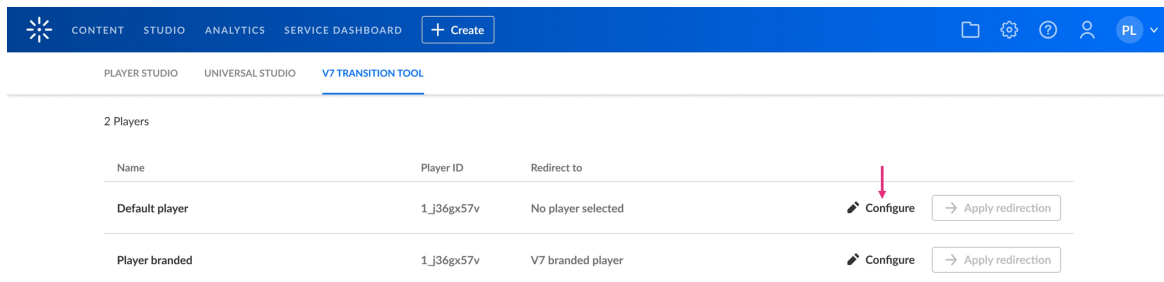 CONTENT STUDIO ANALYTICS SERVICE DASHBOARD + Create PL
PLAYER STUDIO UNIVERSAL STUDIO V7 TRANSITION TOOL
2 Players
Name Player ID Redirect to
Default player 1_j36gx57v No player selected Configure → Apply redirection
Player branded 1_j36gx57v V7 branded player Configure → Apply redirection